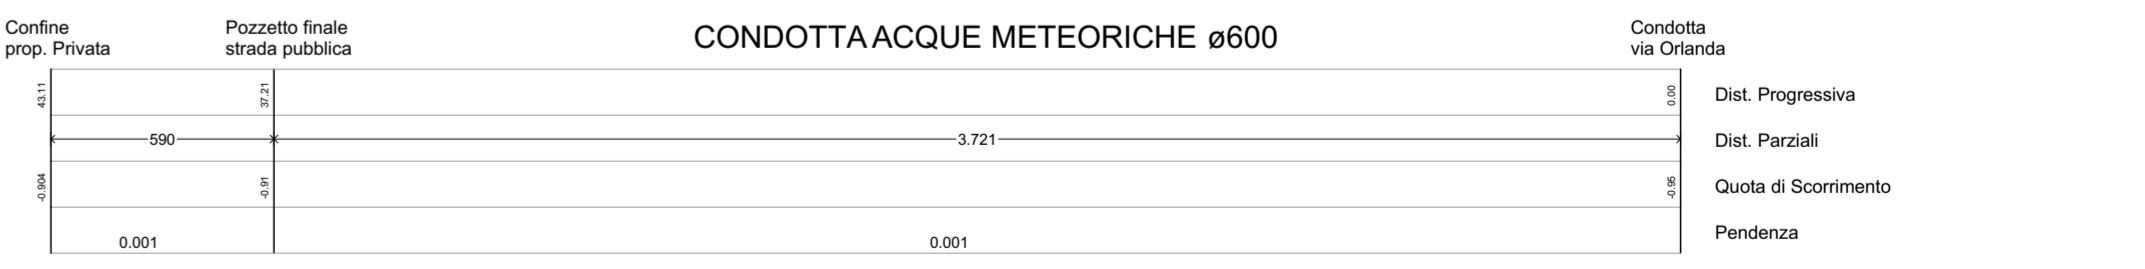 Confine
prop. Privata
Pozzetto finale
strada pubblica
CONDOTTA ACQUE METEORICHE ø600
Condotta
via Orlanda
43.11
37.21
0.00
Dist. Progressiva
590
3.721
Dist. Parziali
-0.904
-0.91
-0.95
Quota di Scorrimento
0.001
0.001
Pendenza